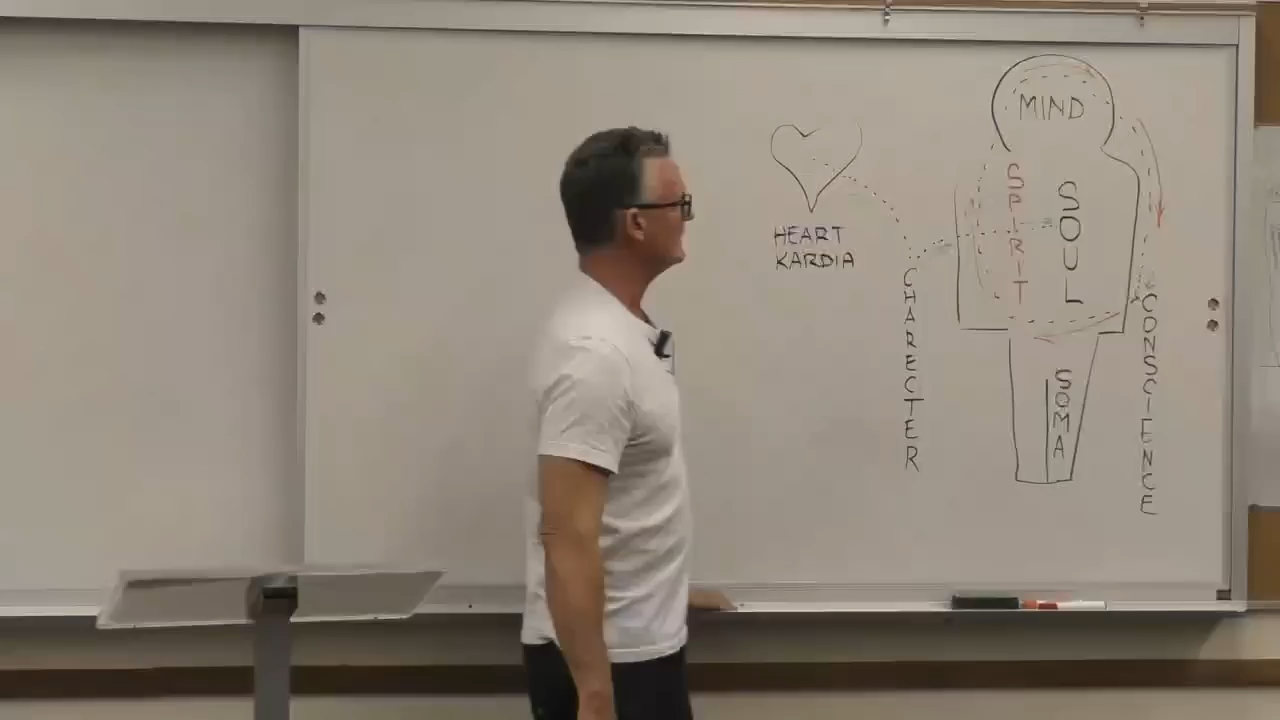 MIND
SPIRIT
SOUL
HEART
KARDIA
CHARECTER
CONSCIENCE
SOMA